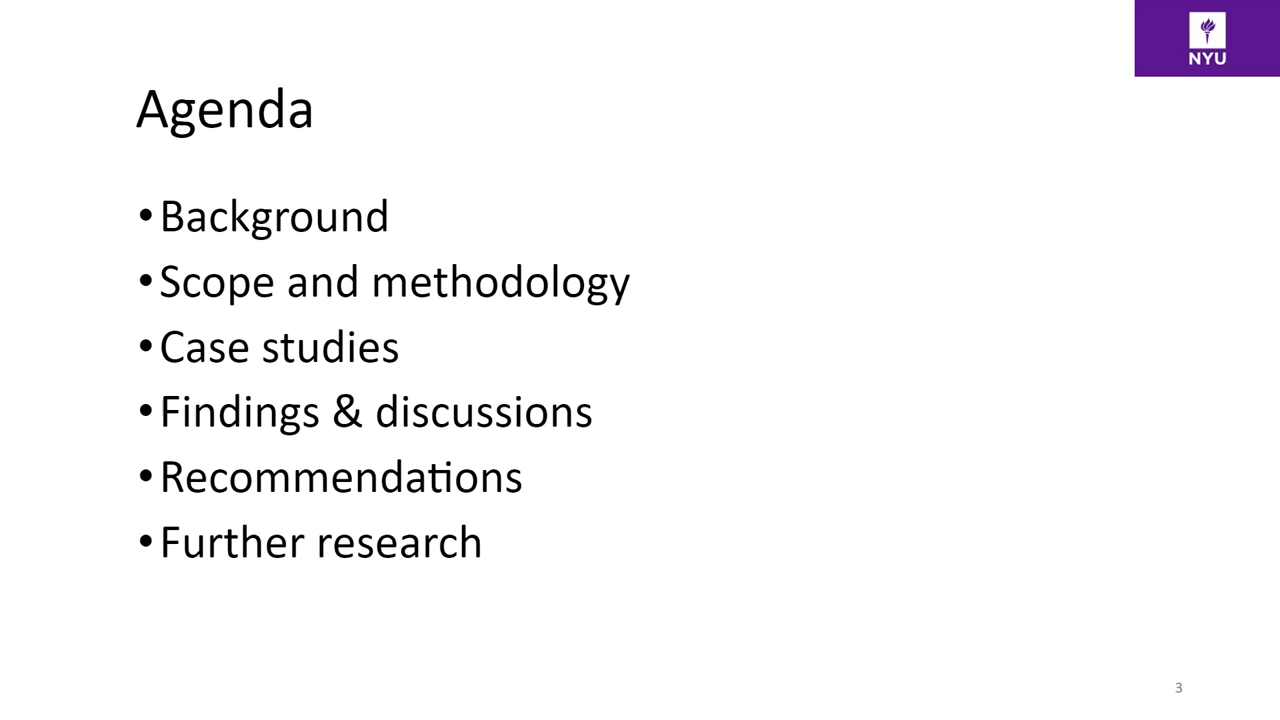 NYU
Agenda
•Background
•Scope and methodology
•Case studies
•Findings & discussions
•Recommendations
•Further research
3